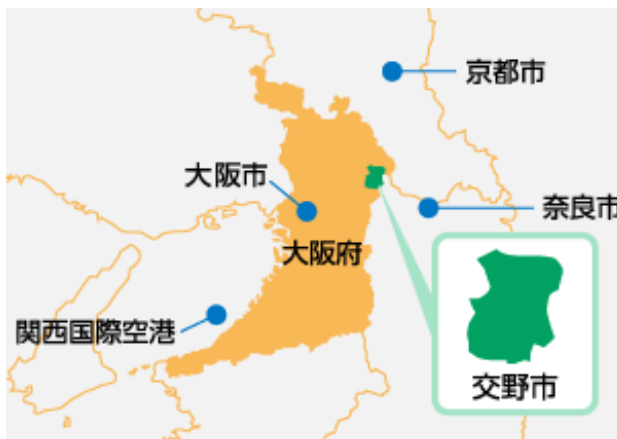 京都市
大阪市
奈良市
大阪府
関西国際空港
交野市